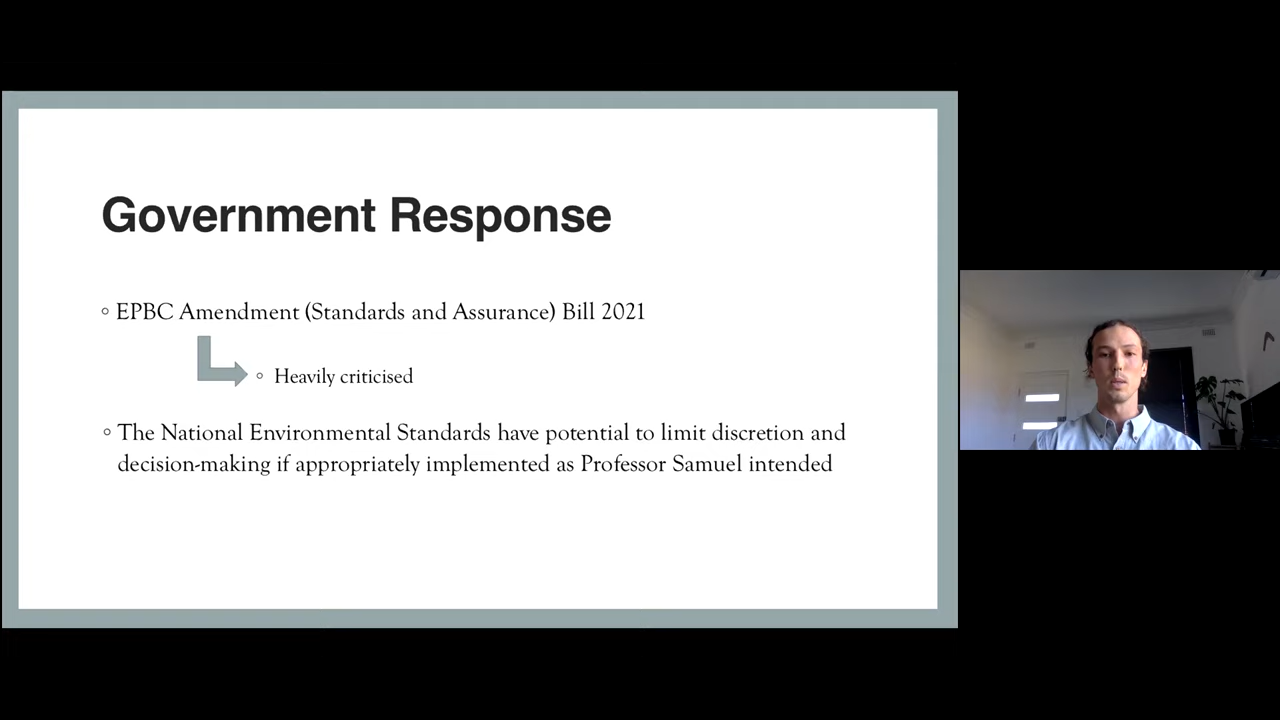 Government Response
◦ EPBC Amendment (Standards and Assurance) Bill 2021
◦ Heavily criticised
◦ The National Environmental Standards have potential to limit discretion and
decision-making if appropriately implemented as Professor Samuel intended